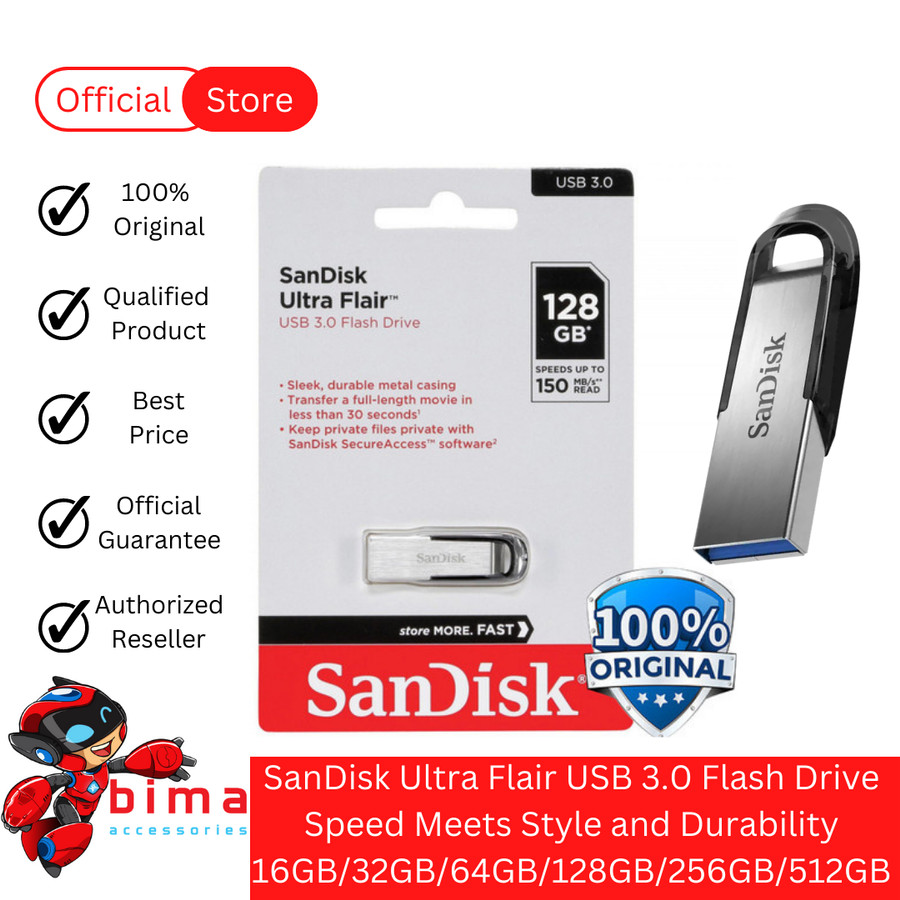 Official Store
100%
Original
Qualified
Product
Best
Price
Official
Guarantee
Authorized
Reseller
bima
accessories
USB 3.0
SanDisk
Ultra Flair™
USB 3.0 Flash Drive
128
GB*
SPEEDS UP TO
150 MB/s**
READ
• Sleek, durable metal casing
• Transfer a full-length movie in
less than 30 seconds¹
• Keep private files private with
SanDisk SecureAccess™ software²
SanDisk
store MORE. FAST
SanDisk®
SanDisk
100%
ORIGINAL
SanDisk Ultra Flair USB 3.0 Flash Drive
Speed Meets Style and Durability
16GB/32GB/64GB/128GB/256GB/512GB